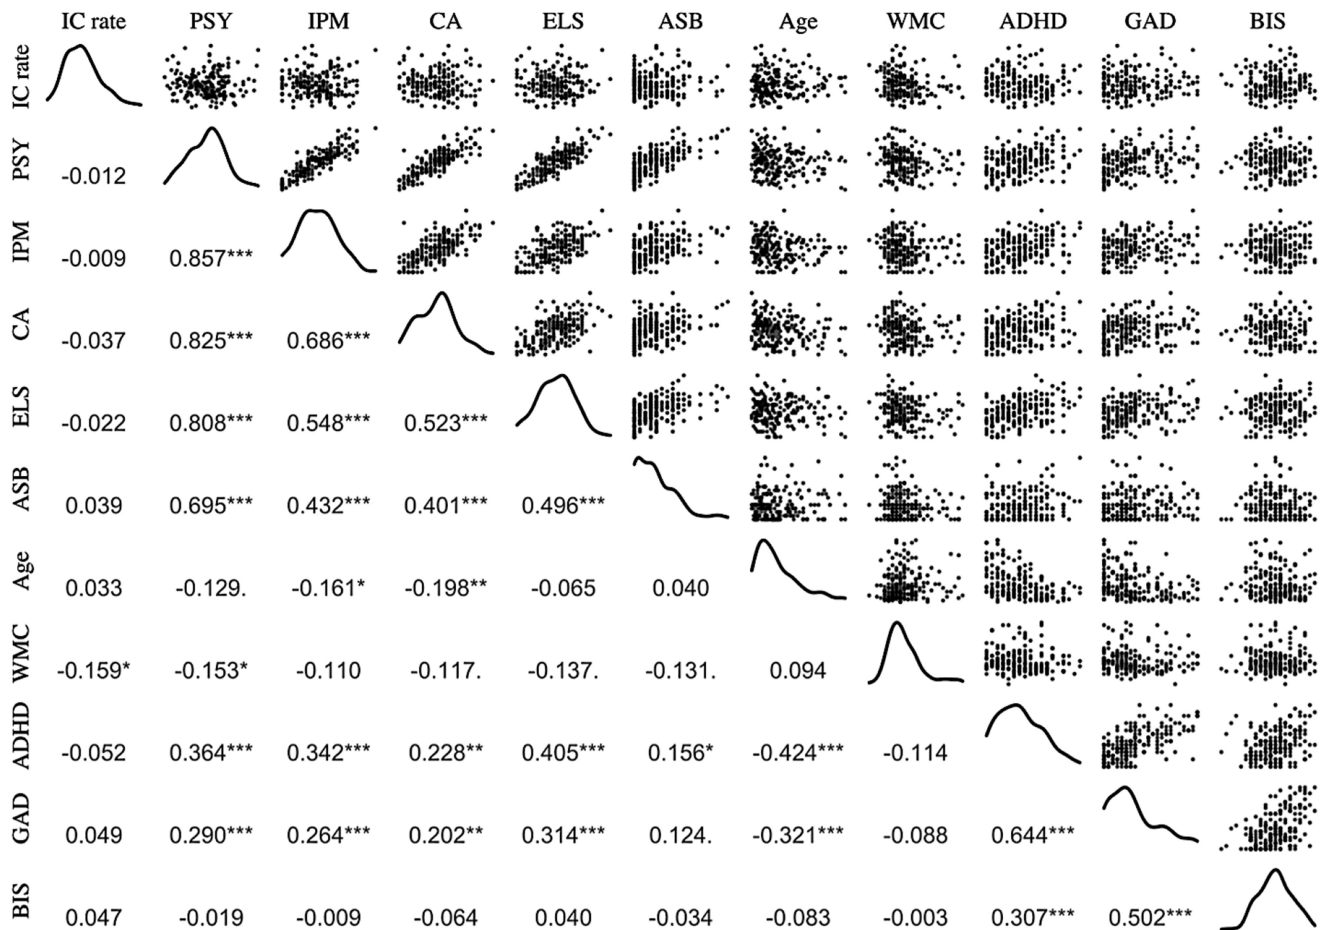 IC rate PSY IPM CA ELS ASB Age WMC ADHD GAD BIS
IC rate
PSY -0.012
IPM -0.009 0.857***
CA -0.037 0.825*** 0.686***
ELS -0.022 0.808*** 0.548*** 0.523***
ASB 0.039 0.695*** 0.432*** 0.401*** 0.496***
Age 0.033 -0.129. -0.161* -0.198** -0.065 0.040
WMC -0.159* -0.153* -0.110 -0.117. -0.137. -0.131. 0.094
ADHD -0.052 0.364*** 0.342*** 0.228** 0.405*** 0.156* -0.424*** -0.114
GAD 0.049 0.290*** 0.264*** 0.202** 0.314*** 0.124. -0.321*** -0.088 0.644***
BIS 0.047 -0.019 -0.009 -0.064 0.040 -0.034 -0.083 -0.003 0.307*** 0.502***